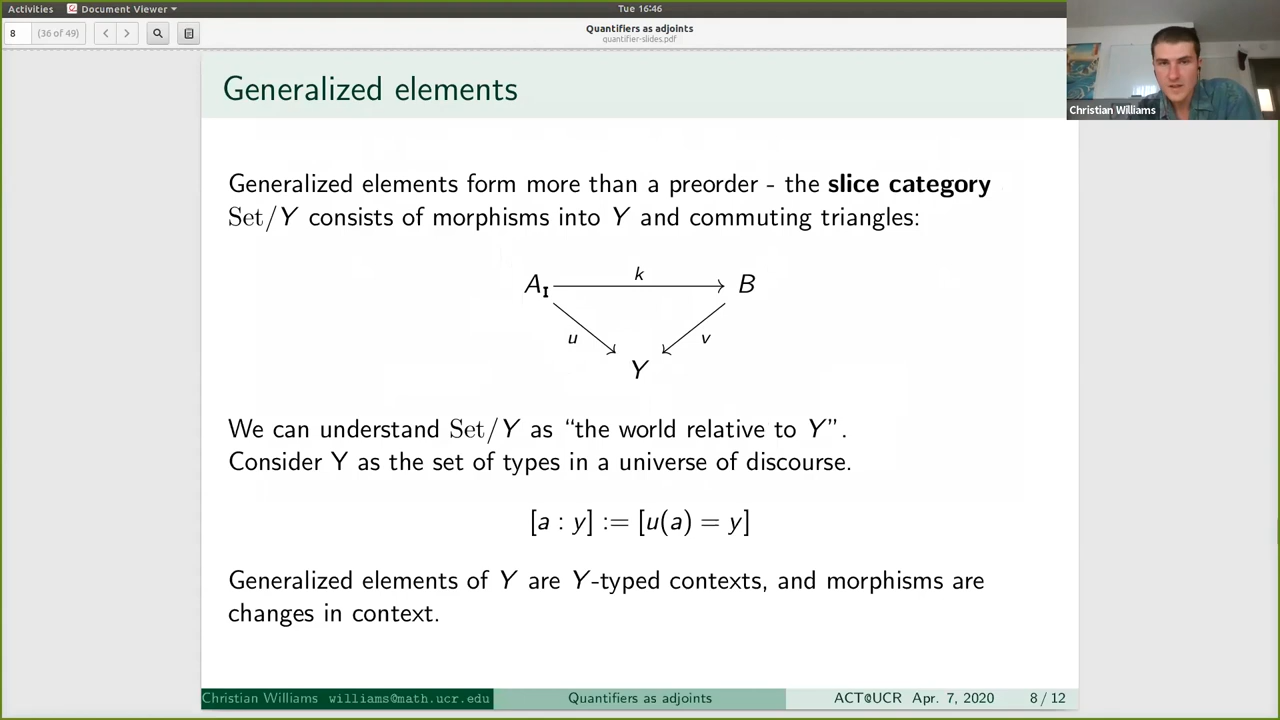 Activities
Document Viewer
Tue 16:46
8
(36 of 49)
Quantifiers as adjoints
quantifier-slides.pdf
Christian Williams
Generalized elements
Generalized elements form more than a preorder - the slice category
Set/Y consists of morphisms into Y and commuting triangles:
k
A
B
u
v
Y
We can understand Set/Y as “the world relative to Y”.
Consider Y as the set of types in a universe of discourse.
[a : y] := [u(a) = y]
Generalized elements of Y are Y-typed contexts, and morphisms are
changes in context.
Christian Williams williams@math.ucr.edu
Quantifiers as adjoints
ACT@UCR Apr. 7, 2020
8 / 12